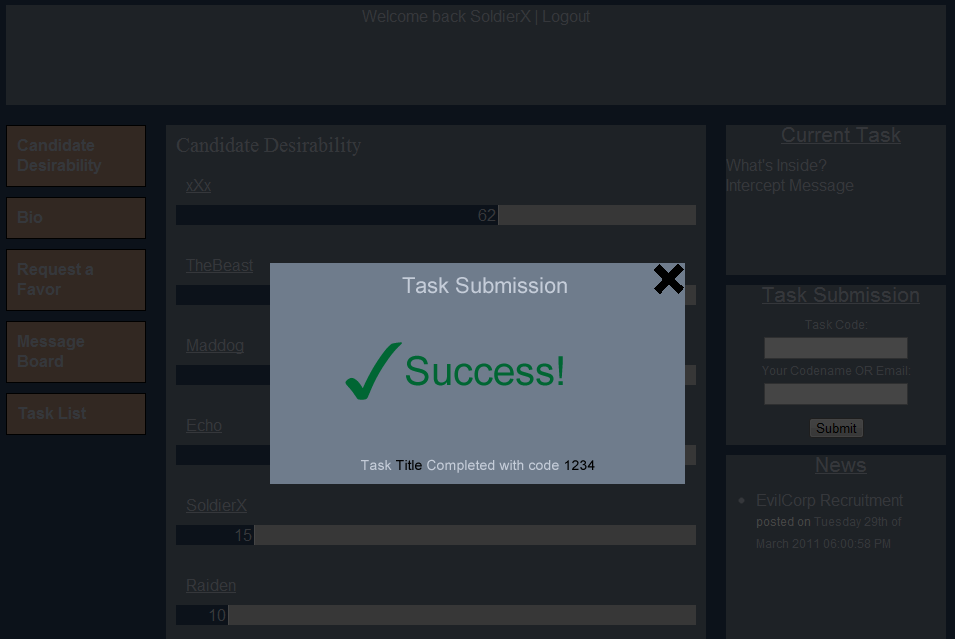 Welcome back SoldierX | Logout
Candidate
Desirability
Bio
Request a
Favor
Message
Board
Task List
Candidate Desirability
xXx
62
TheBeast
Maddog
Echo
SoldierX
15
Raiden
10
Task Submission
Success!
Task Title Completed with code 1234
Current Task
What's Inside?
Intercept Message
Task Submission
Task Code:
Your Codename OR Email:
Submit
News
EvilCorp Recruitment
posted on Tuesday 29th of
March 2011 06:00:58 PM